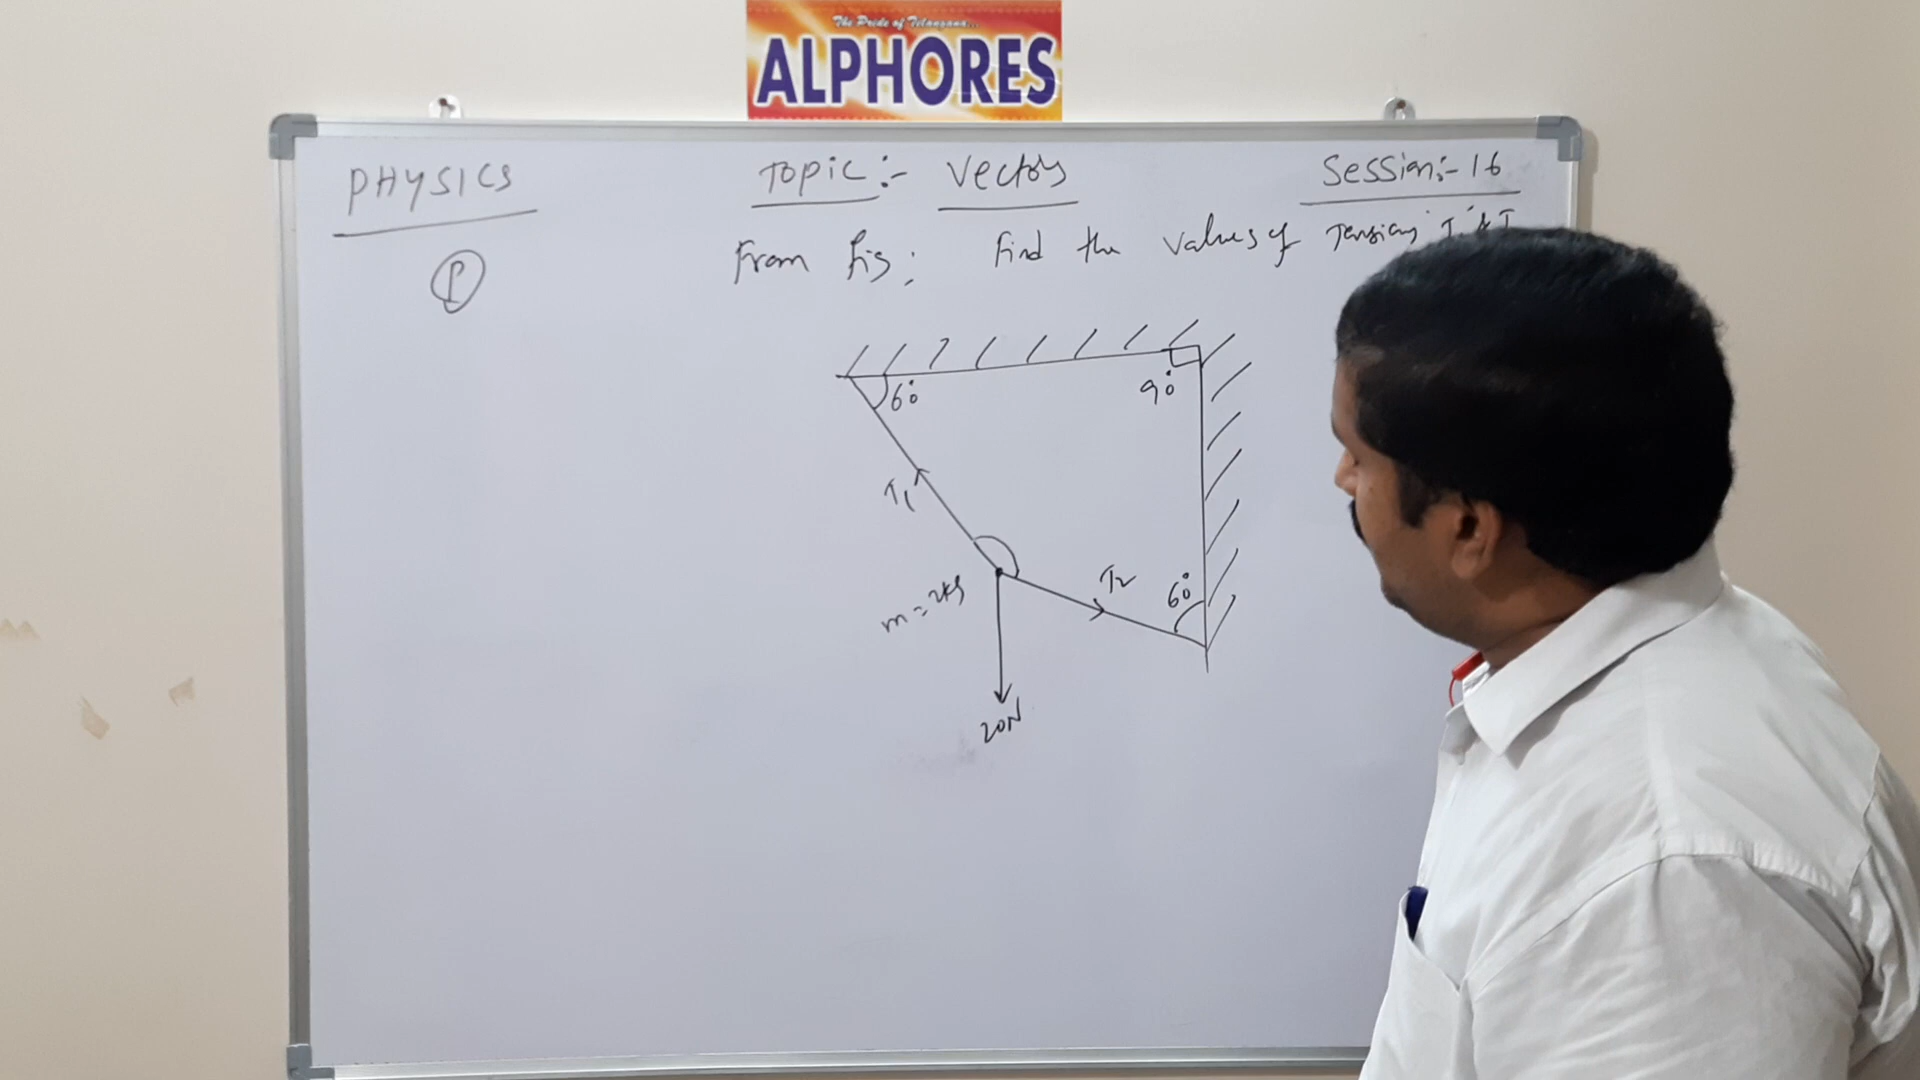 The Pride of Telangana...
ALPHORES
PHYSICS
Topic:- Vectors
Session:- 16
P
From fig; Find the values of Tensions T
60°
90°
T1
m = 2kg
T2
60°
20N